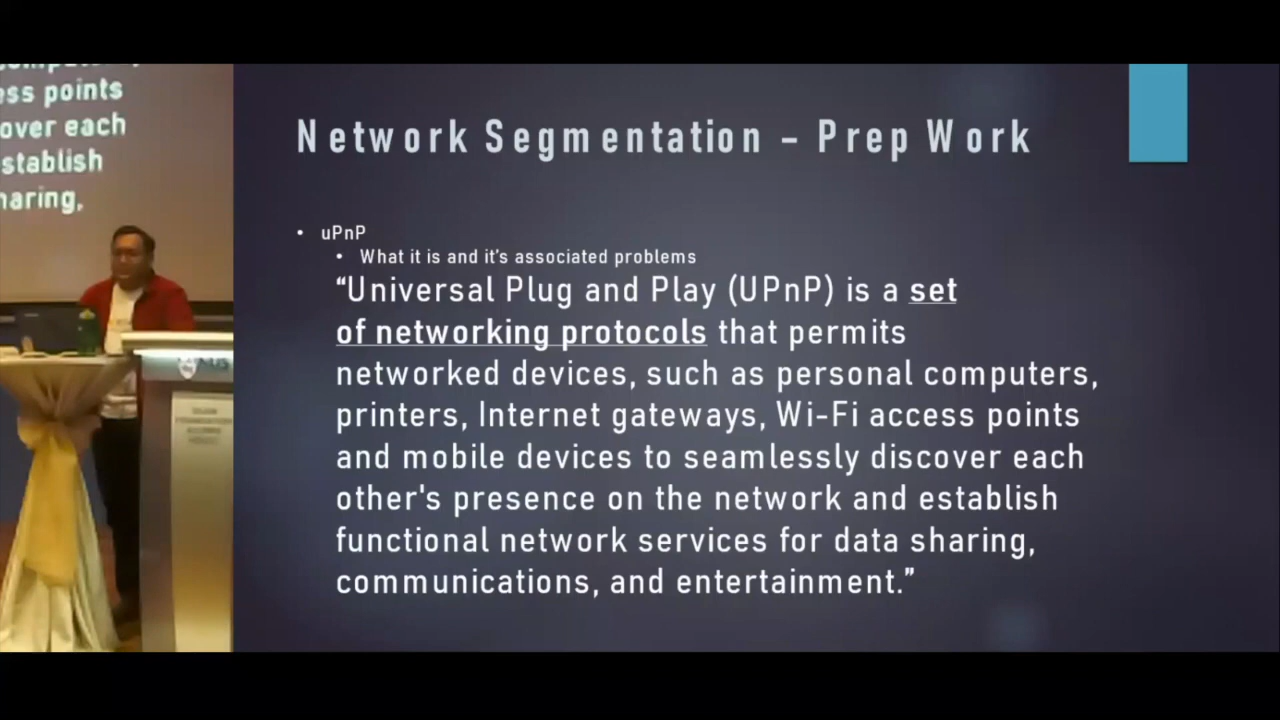 ess points
over each
stablish
haring,
NUS
Network Segmentation – Prep Work
• uPnP
• What it is and it's associated problems
“Universal Plug and Play (UPnP) is a set
of networking protocols that permits
networked devices, such as personal computers,
printers, Internet gateways, Wi-Fi access points
and mobile devices to seamlessly discover each
other's presence on the network and establish
functional network services for data sharing,
communications, and entertainment.”